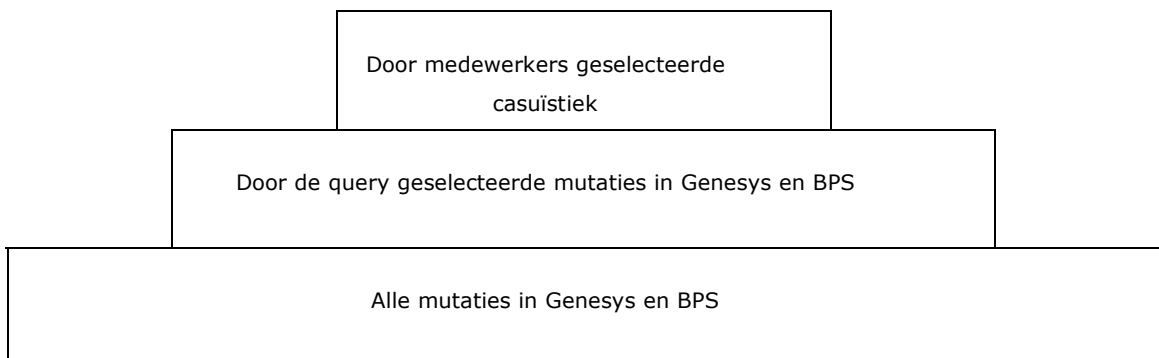 Door medewerkers geselecteerde
casuïstiek
Door de query geselecteerde mutaties in Genesys en BPS
Alle mutaties in Genesys en BPS